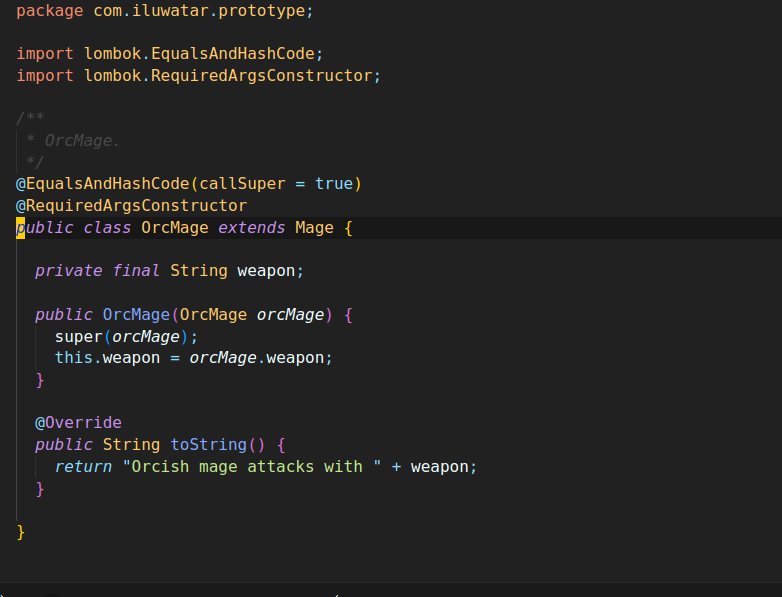 package com.iluwatar.prototype;
import lombok.EqualsAndHashCode;
import lombok.RequiredArgsConstructor;
/**
* OrcMage.
*/
@EqualsAndHashCode(callSuper = true)
@RequiredArgsConstructor
public class OrcMage extends Mage {
private final String weapon;
public OrcMage(OrcMage orcMage) {
super(orcMage);
this.weapon = orcMage.weapon;
}
@Override
public String toString() {
return "Orcish mage attacks with " + weapon;
}
}